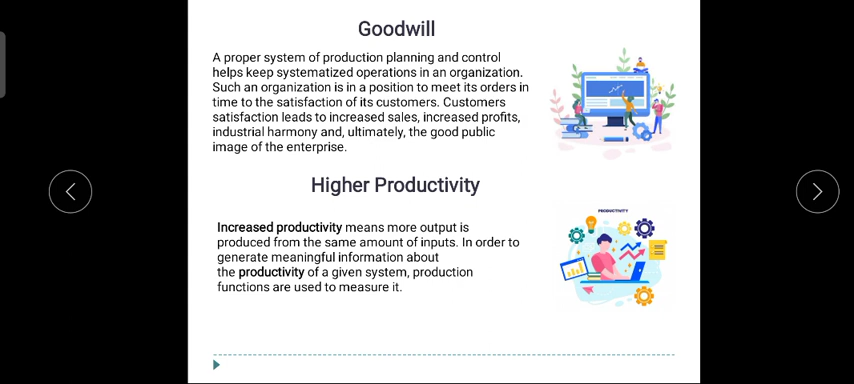 Goodwill
A proper system of production planning and control
helps keep systematized operations in an organization.
Such an organization is in a position to meet its orders in
time to the satisfaction of its customers. Customers
satisfaction leads to increased sales, increased profits,
industrial harmony and, ultimately, the good public
image of the enterprise.
Higher Productivity
PRODUCTIVITY
Increased productivity means more output is
produced from the same amount of inputs. In order to
generate meaningful information about
the productivity of a given system, production
functions are used to measure it.